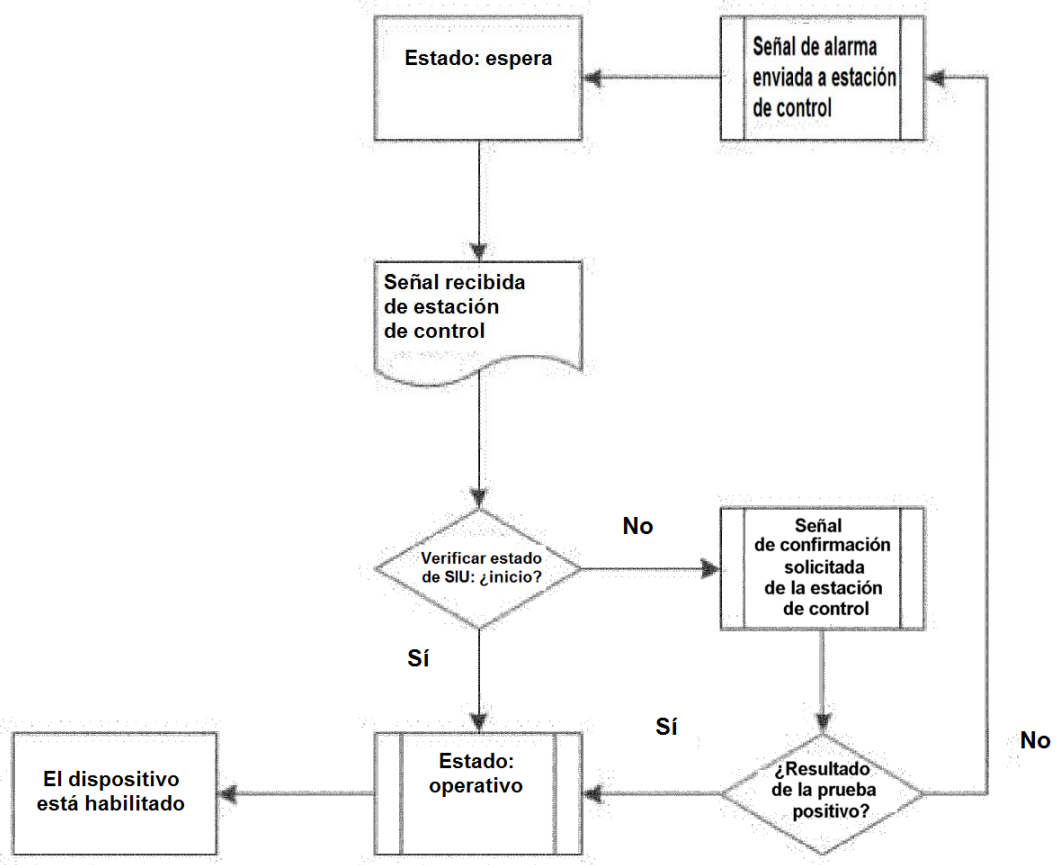 Estado: espera
Señal de alarma
enviada a estación
de control
Señal recibida
de estación
de control
Verificar estado
de SIU: ¿inicio?
No
Señal
de confirmación
solicitada
de la estación
de control
Sí
Sí
No
El dispositivo
está habilitado
Estado:
operativo
¿Resultado
de la prueba
positivo?